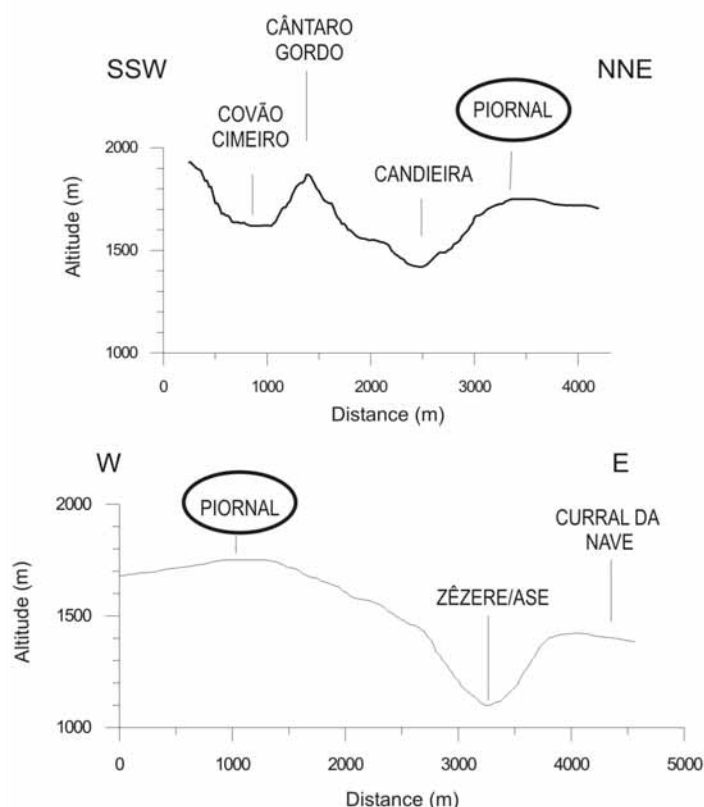 CÂNTARO
GORDO
SSW
NNE
COVÃO
CIMEIRO
PIORNAL
CANDIEIRA
2000
1500
1000
Altitude (m)
0 1000 2000 3000 4000
Distance (m)
W
E
PIORNAL
CURRAL DA
NAVE
ZÊZERE/ASE
2000
1500
1000
Altitude (m)
0 1000 2000 3000 4000 5000
Distance (m)